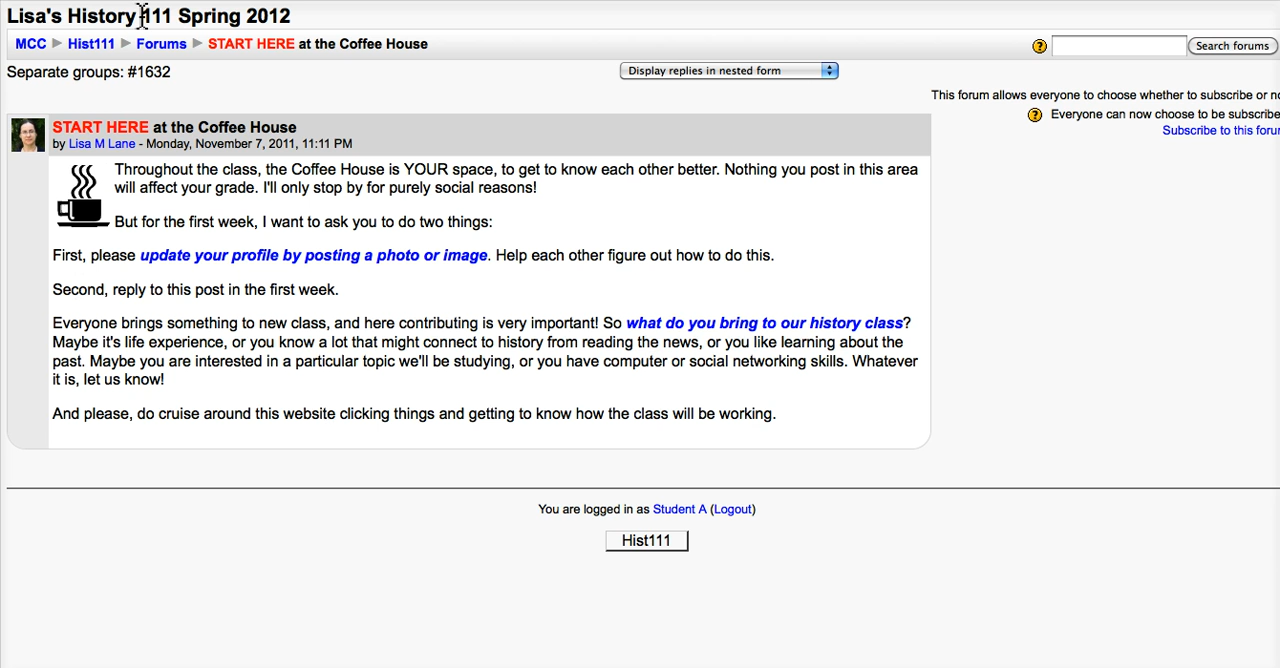 Lisa's History 111 Spring 2012
MCC ► Hist111 ► Forums ► START HERE at the Coffee House
? Search forums
Separate groups: #1632
Display replies in nested form
This forum allows everyone to choose whether to subscribe or
? Everyone can now choose to be
Subscribe to this
START HERE at the Coffee House
by Lisa M Lane - Monday, November 7, 2011, 11:11 PM
Throughout the class, the Coffee House is YOUR space, to get to know each other better. Nothing you post in this area
will affect your grade. I'll only stop by for purely social reasons!
But for the first week, I want to ask you to do two things:
First, please update your profile by posting a photo or image. Help each other figure out how to do this.
Second, reply to this post in the first week.
Everyone brings something to new class, and here contributing is very important! So what do you bring to our history class?
Maybe it's life experience, or you know a lot that might connect to history from reading the news, or you like learning about the
past. Maybe you are interested in a particular topic we'll be studying, or you have computer or social networking skills. Whatever
it is, let us know!
And please, do cruise around this website clicking things and getting to know how the class will be working.
You are logged in as Student A (Logout)
Hist111